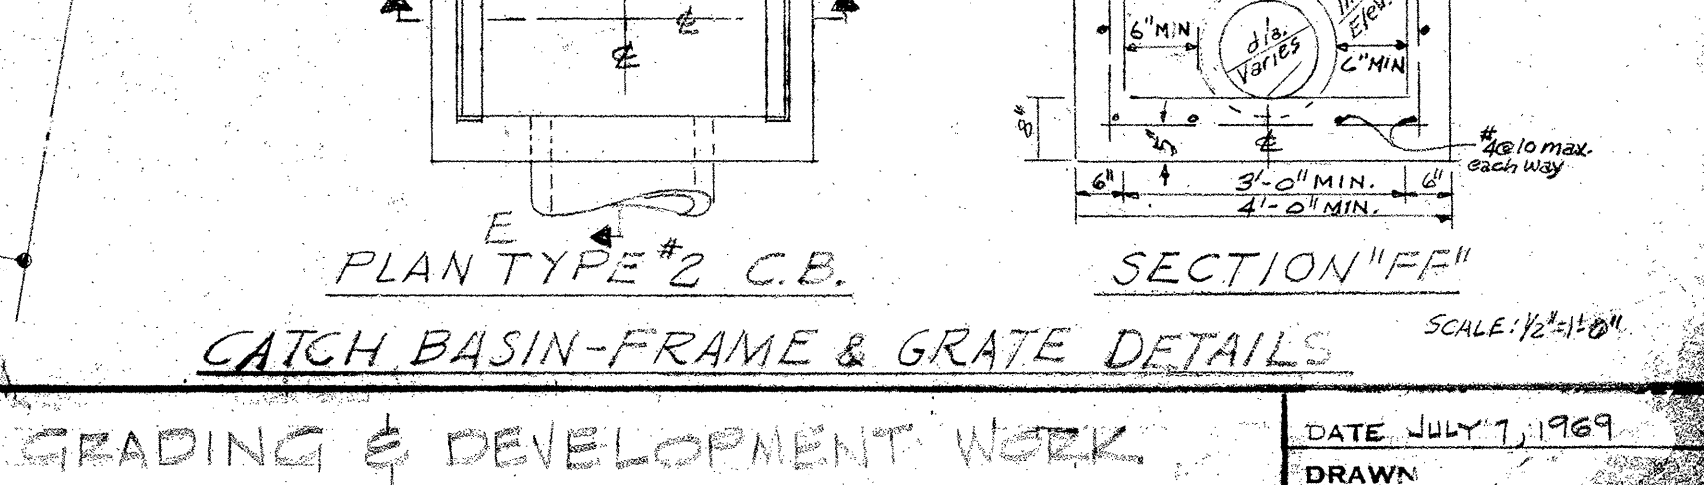 ℄
℄
E
PLAN TYPE #2 C.B.
6" MIN
dia.
Varies
Elev.
6" MIN
8"
℄
#4@10 max.
each way
6"
3'-0" MIN.
6"
4'-0" MIN.
SECTION "FF"
CATCH BASIN-FRAME & GRATE DETAILS
SCALE: 1/2"=1'-0"
GRADING & DEVELOPMENT WORK.
DATE JULY 7, 1969
DRAWN